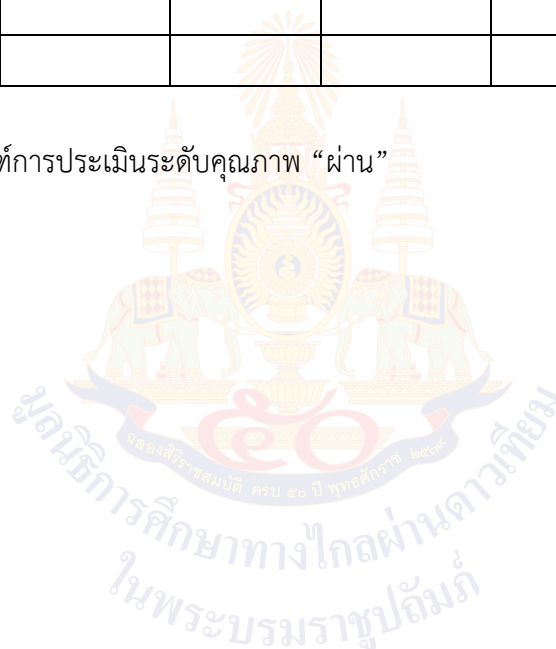 ฑ์การประเมินระดับคุณภาพ “ผ่าน”
ฉลองสิริราชสมบัติ ครบ ๕๐ ปี พุทธศักราช ๒๕๓๙
มูลนิธิการศึกษาทางไกลผ่านดาวเทียม
ในพระบรมราชูปถัมภ์